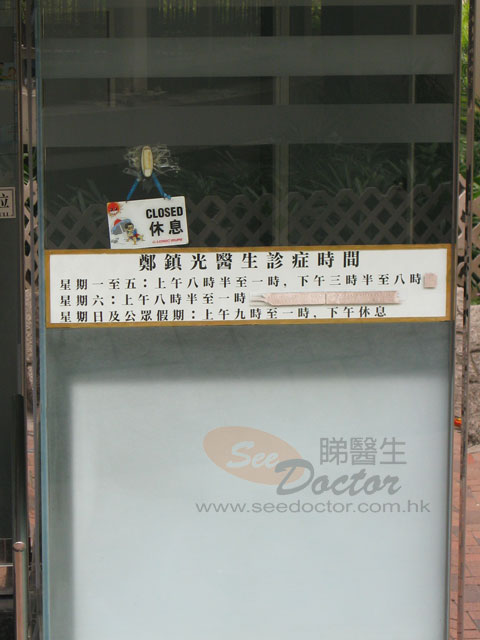 CLOSED
休息
鄭鎮光醫生診症時間
星期一至五：上午八時半至一時，下午三時半至八時
星期六：上午八時半至一時
星期日及公眾假期：上午九時至一時，下午休息
位
See Doctor 睇醫生
www.seedoctor.com.hk